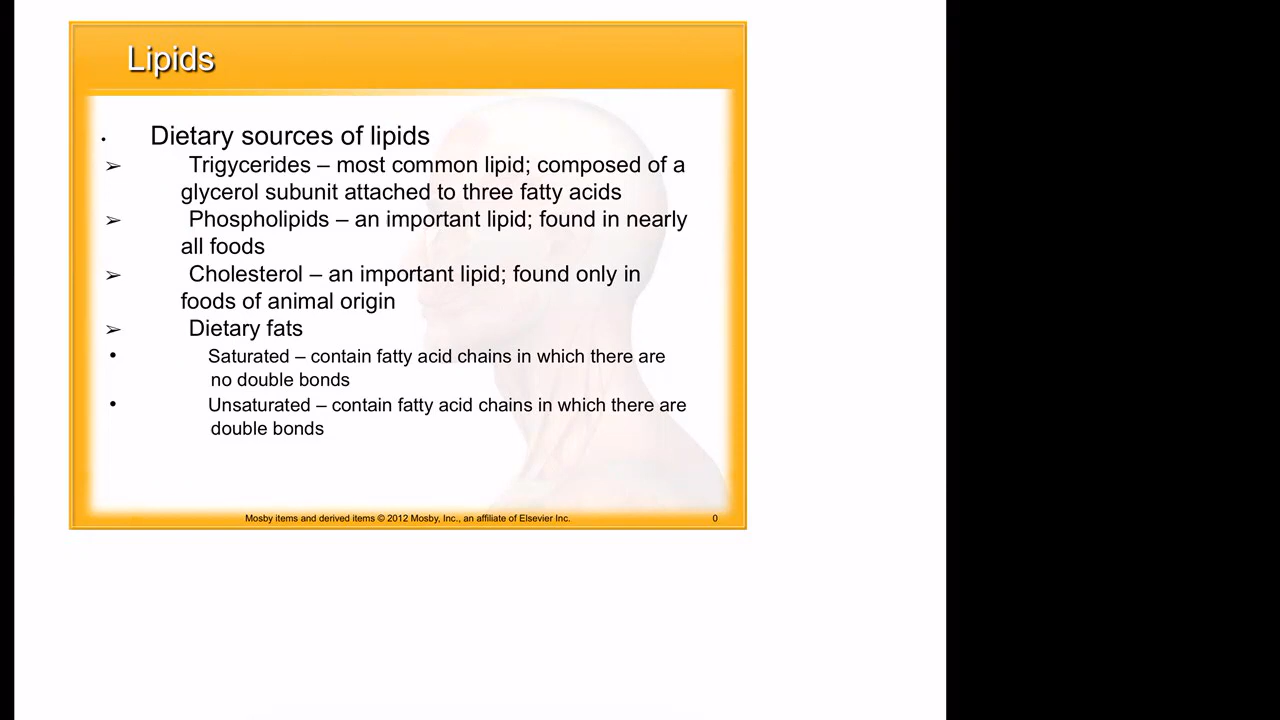 Lipids
• Dietary sources of lipids
➢ Trigycerides – most common lipid; composed of a
glycerol subunit attached to three fatty acids
➢ Phospholipids – an important lipid; found in nearly
all foods
➢ Cholesterol – an important lipid; found only in
foods of animal origin
➢ Dietary fats
• Saturated – contain fatty acid chains in which there are
no double bonds
• Unsaturated – contain fatty acid chains in which there are
double bonds
Mosby items and derived items © 2012 Mosby, Inc., an affiliate of Elsevier Inc. 0